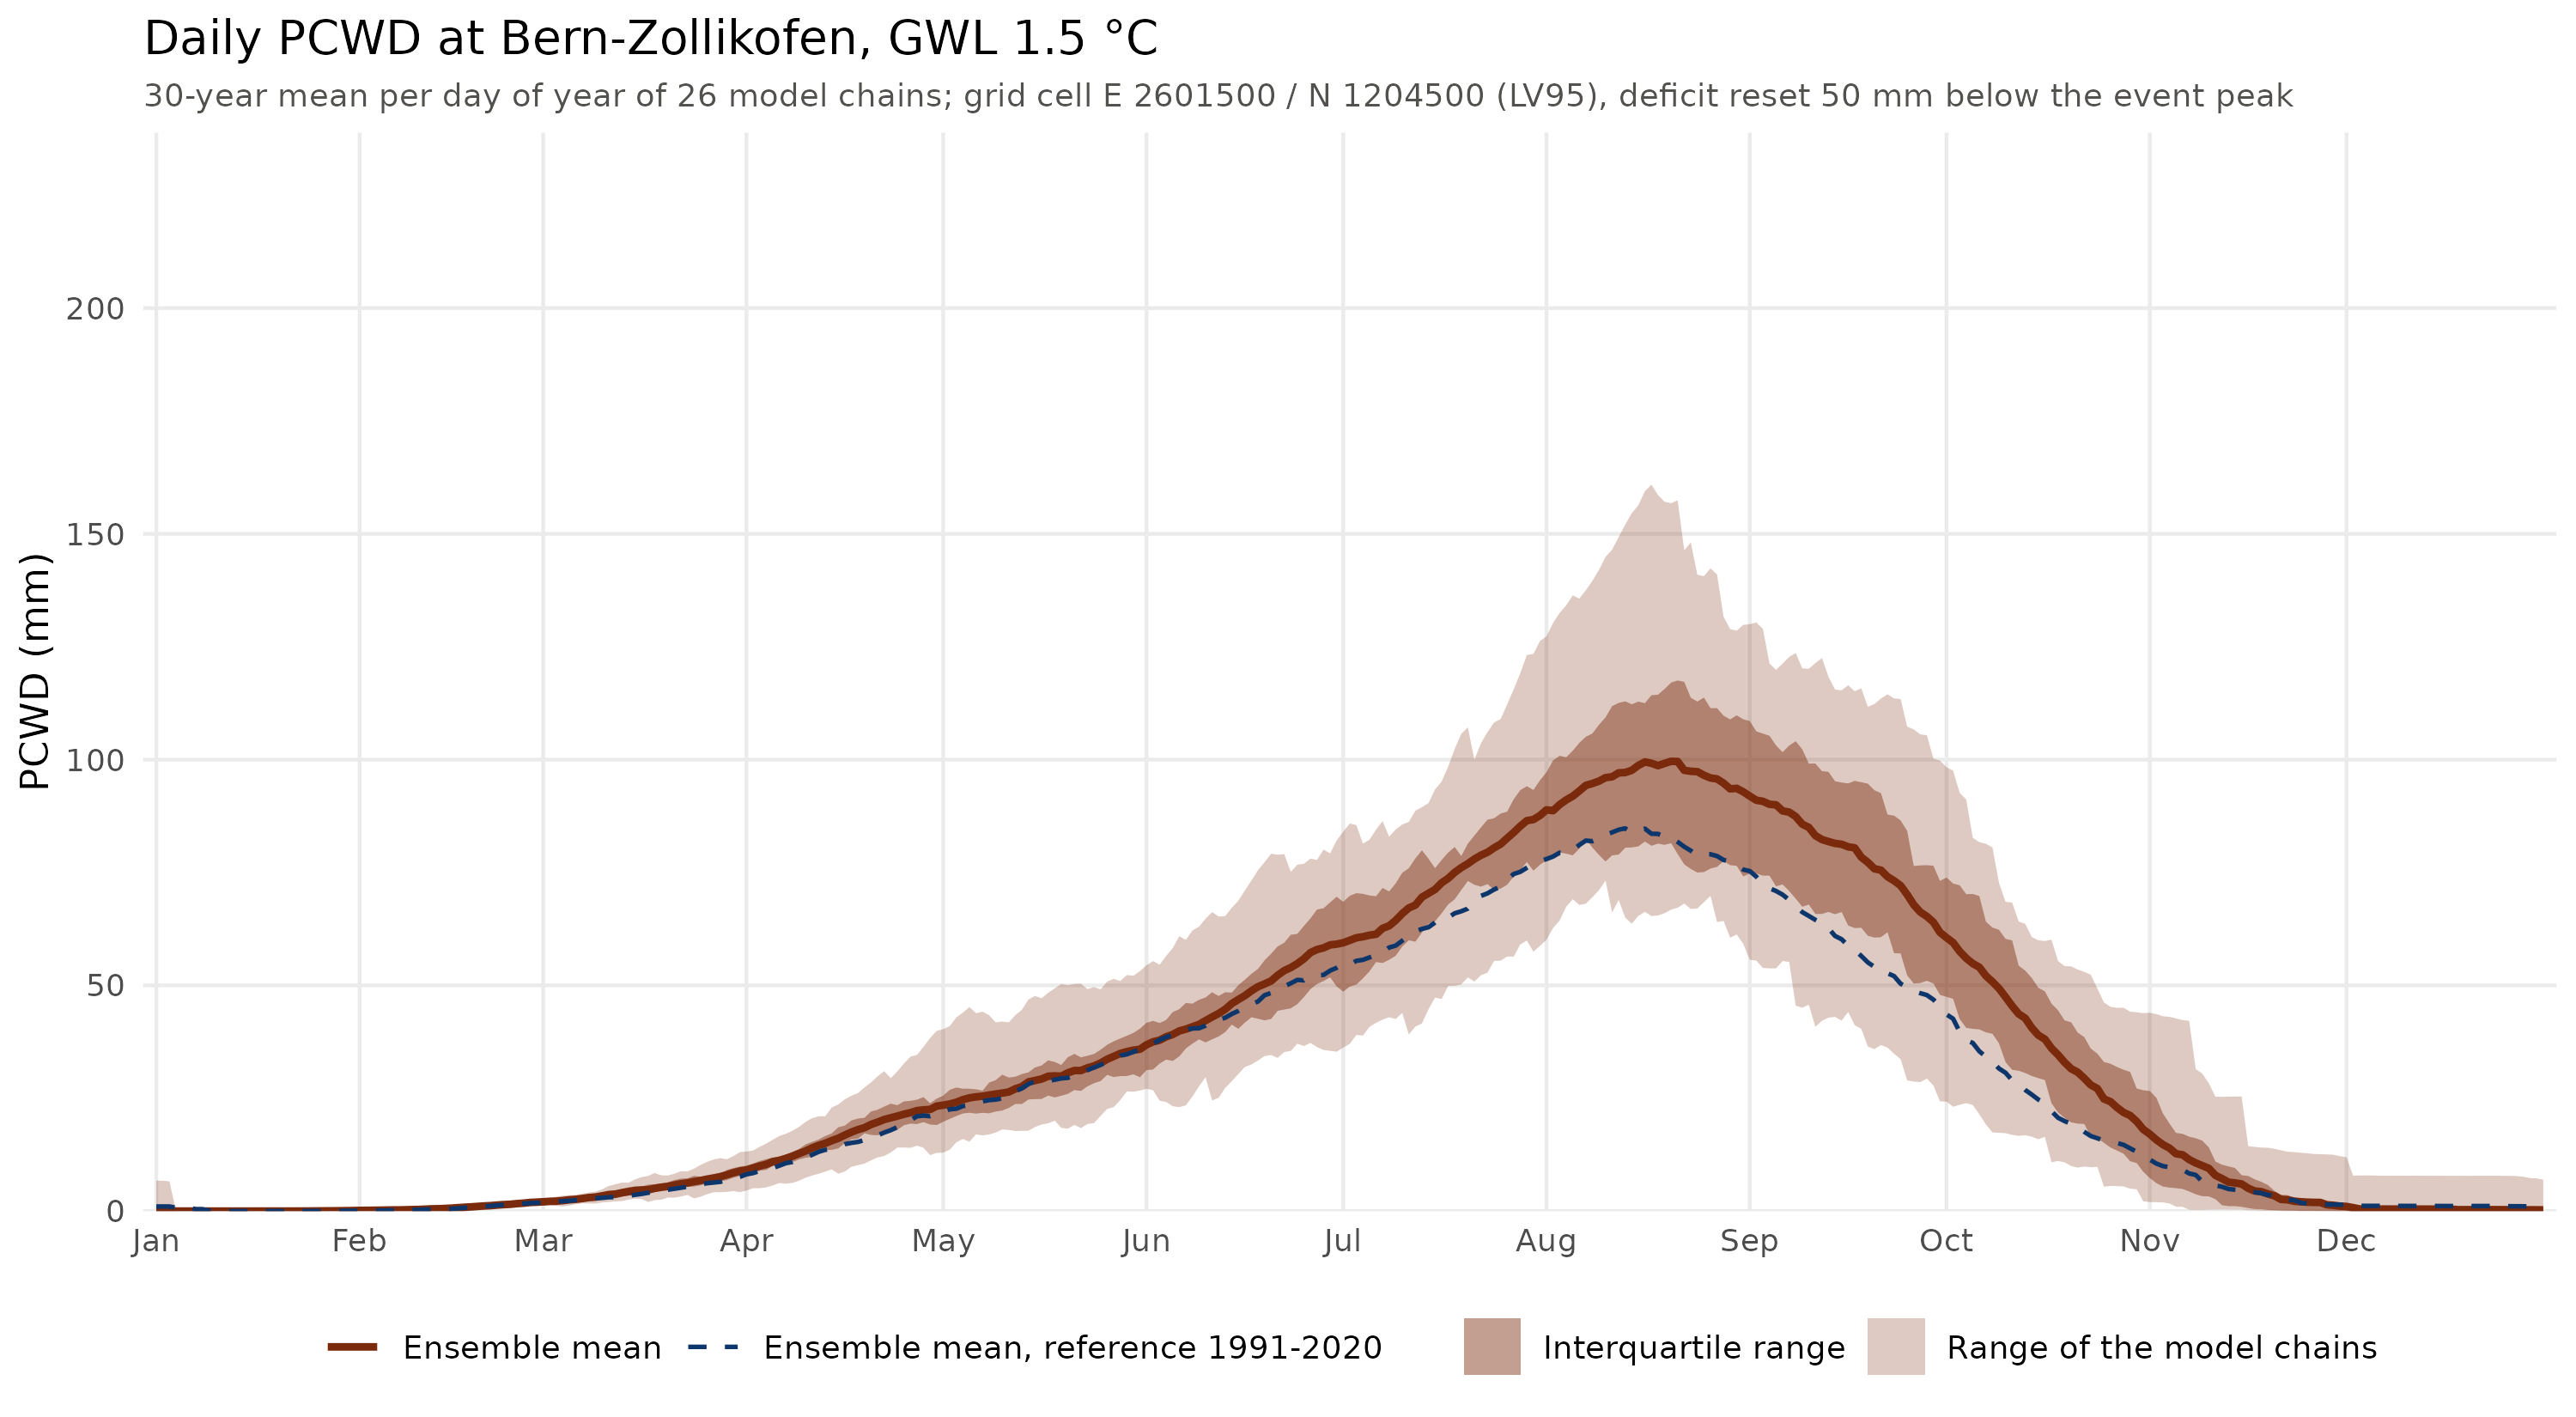 Daily PCWD at Bern-Zollikofen, GWL 1.5 °C
30-year mean per day of year of 26 model chains; grid cell E 2601500 / N 1204500 (LV95), deficit reset 50 mm below the event peak
PCWD (mm)
200
150
100
50
0
Jan Feb Mar Apr May Jun Jul Aug Sep Oct Nov Dec
Ensemble mean Ensemble mean, reference 1991-2020 Interquartile range Range of the model chains